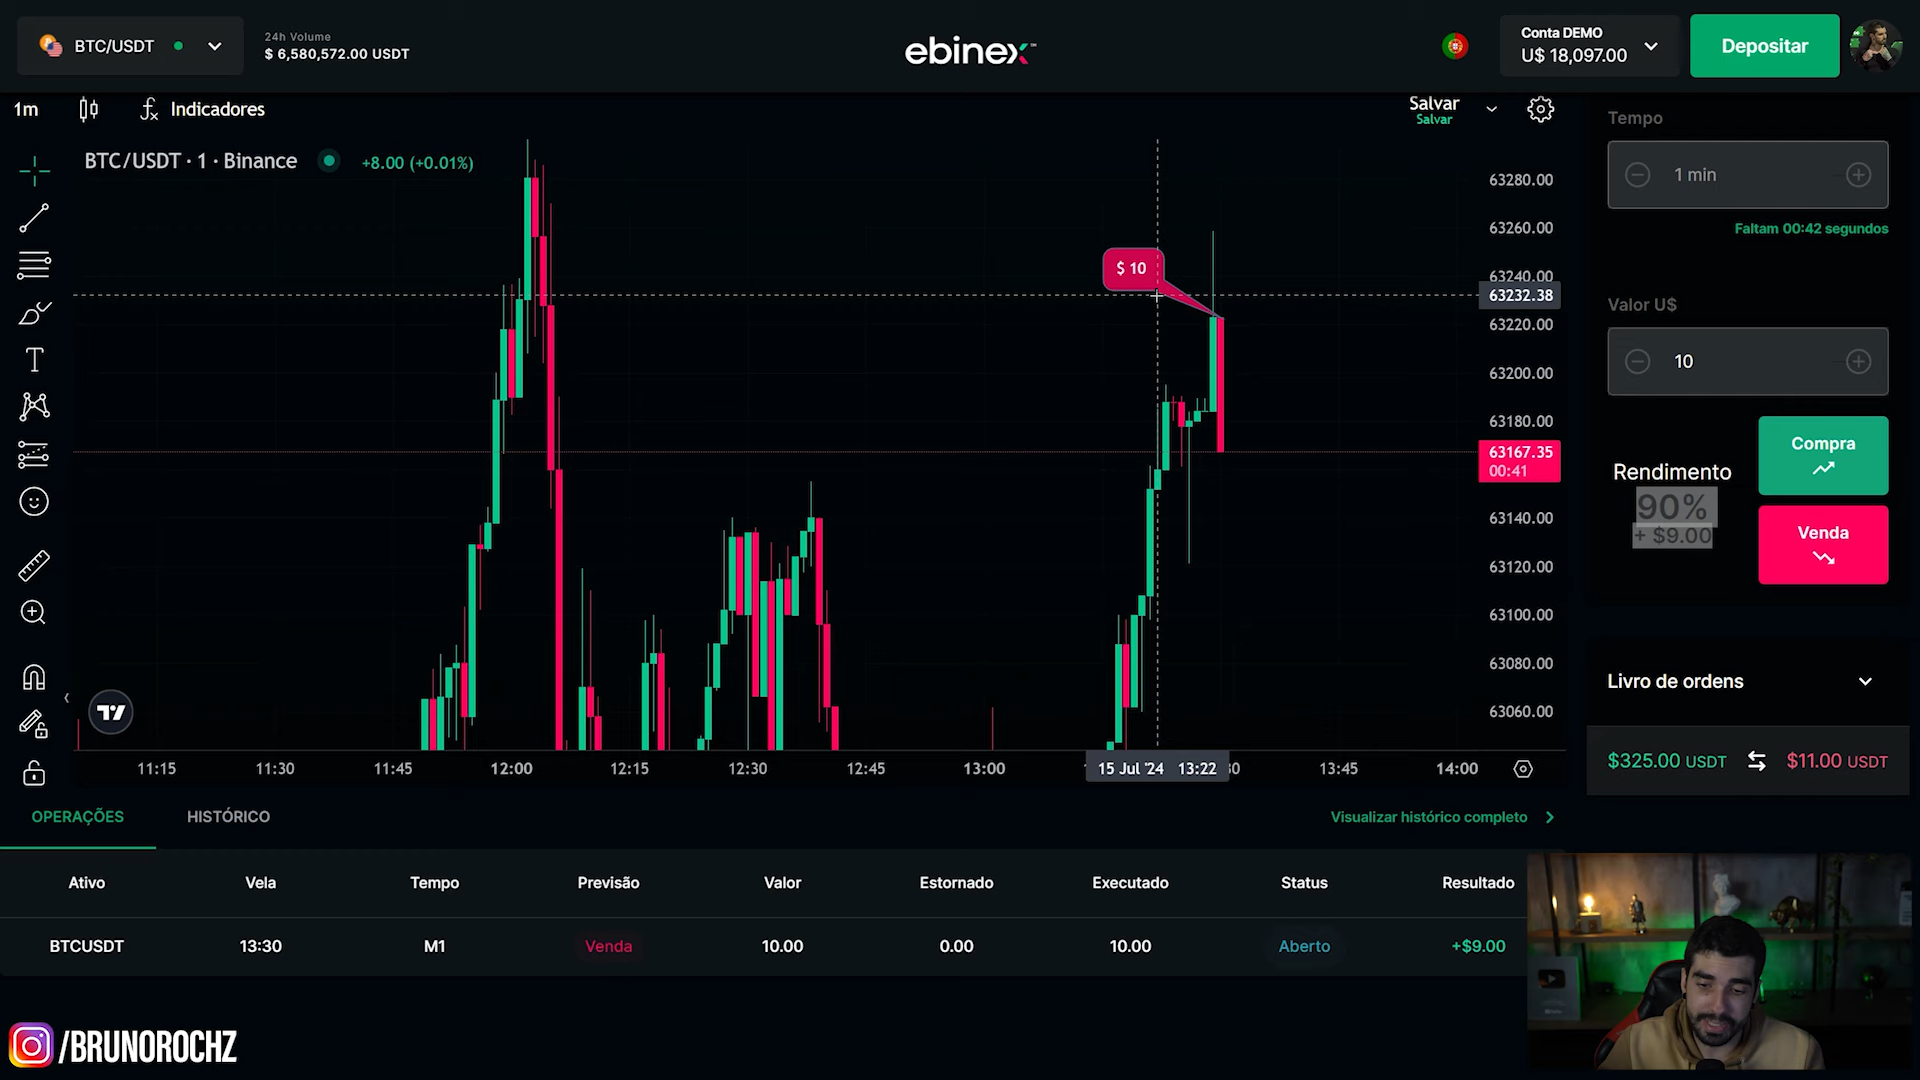 BTC/USDT
24h Volume
$ 6,580,572.00 USDT
ebinex
Conta DEMO
U$ 18,097.00
Depositar
1m
Indicadores
Salvar
Salvar
BTC/USDT · 1 · Binance
+8.00 (+0.01%)
$ 10
63280.00
63260.00
63240.00
63232.38
63220.00
63200.00
63180.00
63167.35
00:41
63140.00
63120.00
63100.00
63080.00
63060.00
11:15
11:30
11:45
12:00
12:15
12:30
12:45
13:00
15 Jul '24 13:22
13:45
14:00
Tempo
1 min
Faltam 00:42 segundos
Valor U$
10
Compra
Rendimento
90%
+ $9.00
Venda
Livro de ordens
$325.00 USDT
$11.00 USDT
OPERAÇÕES
HISTÓRICO
Visualizar histórico completo
Ativo
Vela
Tempo
Previsão
Valor
Estornado
Executado
Status
Resultado
BTCUSDT
13:30
M1
Venda
10.00
0.00
10.00
Aberto
+$9.00
/BRUNOROCHZ